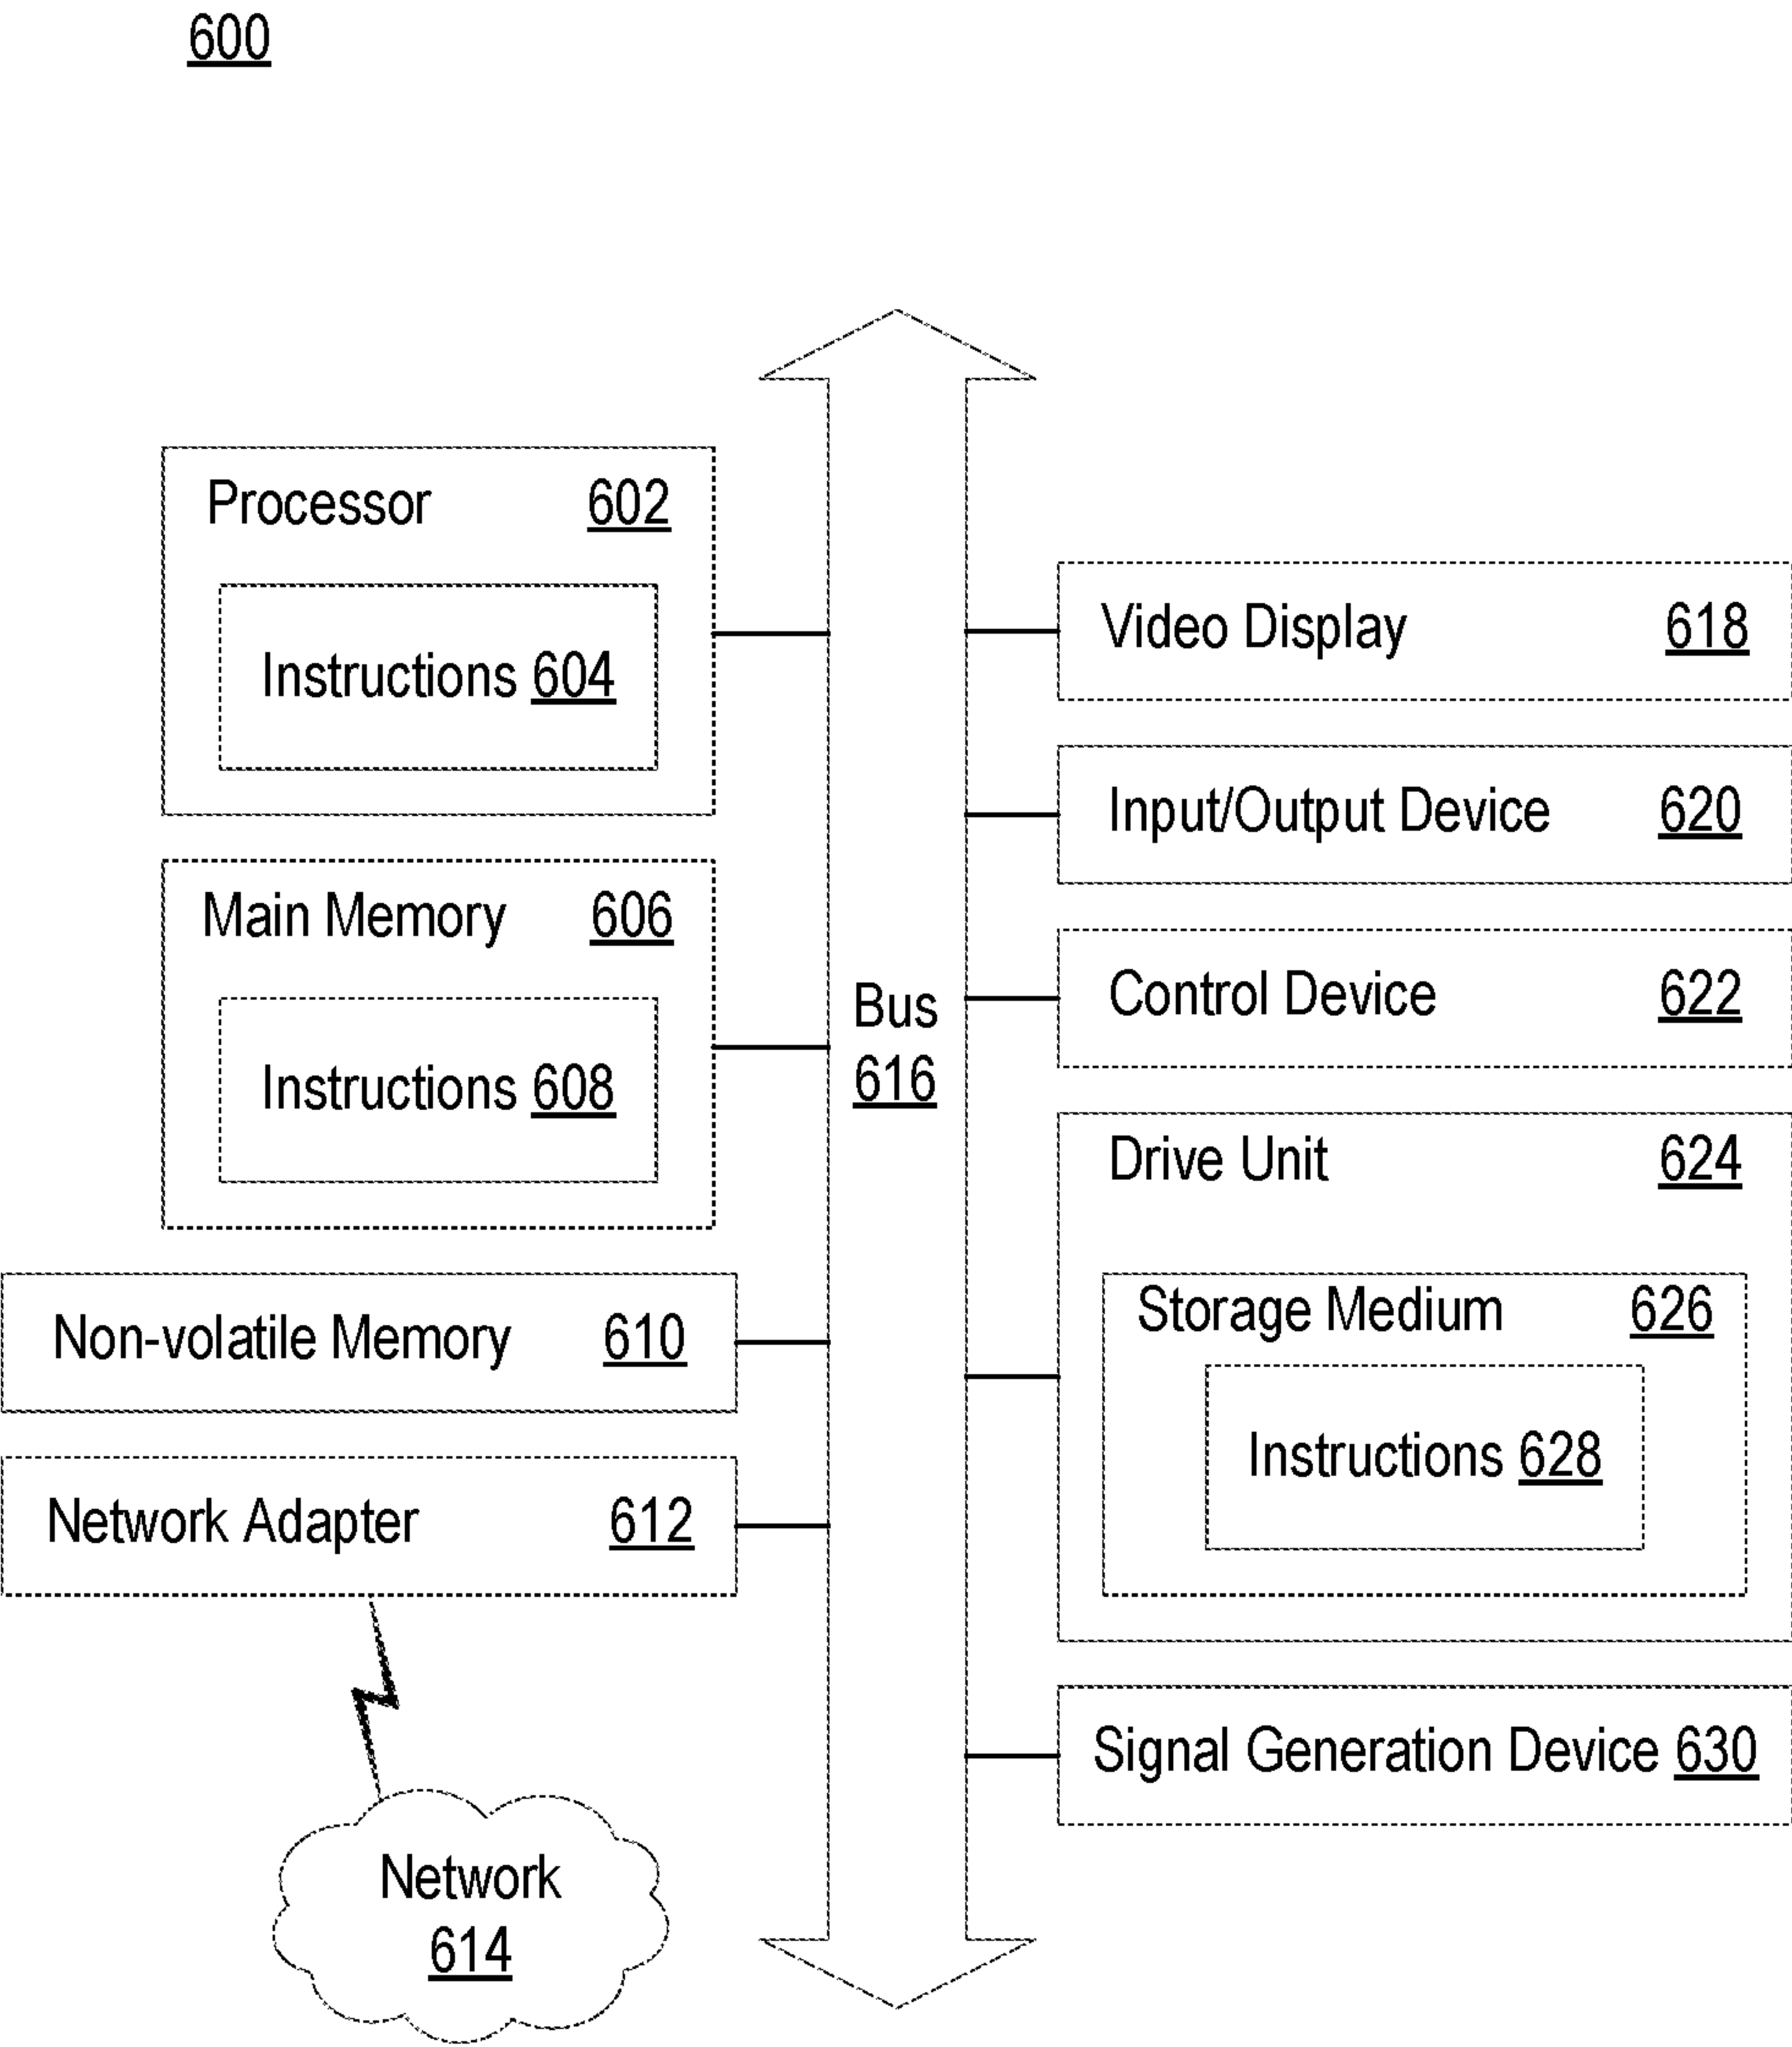 600
Processor 602
Instructions 604
Main Memory 606
Instructions 608
Non-volatile Memory 610
Network Adapter 612
Network
614
Bus
616
Video Display 618
Input/Output Device 620
Control Device 622
Drive Unit 624
Storage Medium 626
Instructions 628
Signal Generation Device 630